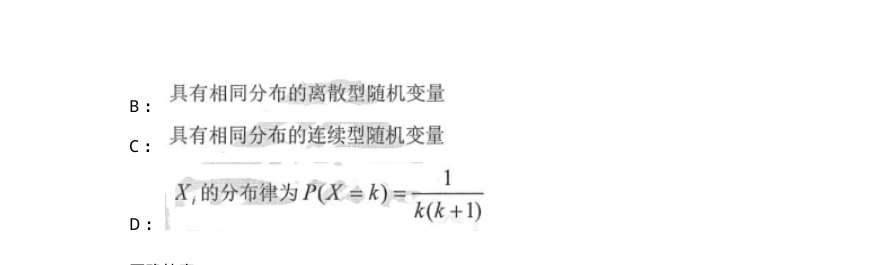 B： 具有相同分布的离散型随机变量
C： 具有相同分布的连续型随机变量
D： X_i 的分布律为 P(X = k) = 1/k(k+1)